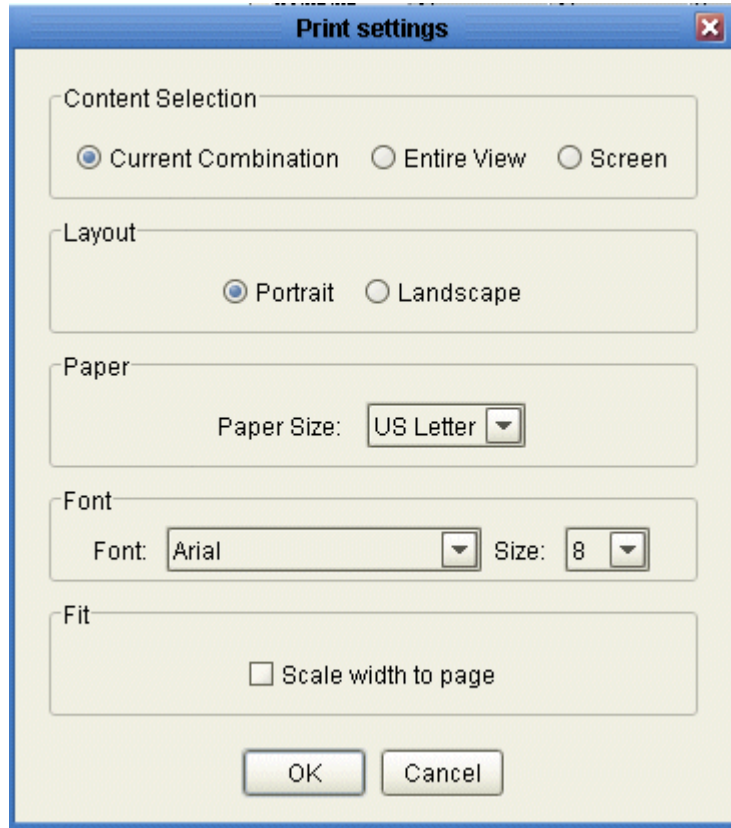 Print settings
Content Selection
Current Combination Entire View Screen
Layout
Portrait Landscape
Paper
Paper Size: US Letter
Font
Font: Arial Size: 8
Fit
Scale width to page
OK Cancel